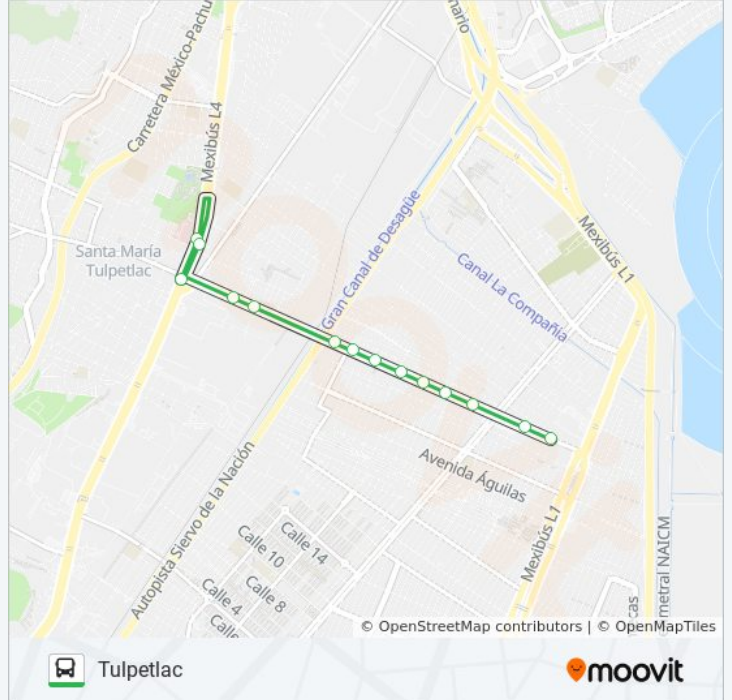 Carretera México-Pachu
nario
Mexibús L4
Santa María
Tulpetlac
Gran Canal de Desagüe
Mexibús L1
Canal La Compañía
Avenida Águilas
Autopista Siervo de la Nación
Calle 14
Calle 10
Calle 8
Calle 4
Calle
Mexibús L1
metral NAICM
cas
© OpenStreetMap contributors | © OpenMapTiles
Tulpetlac
moovit